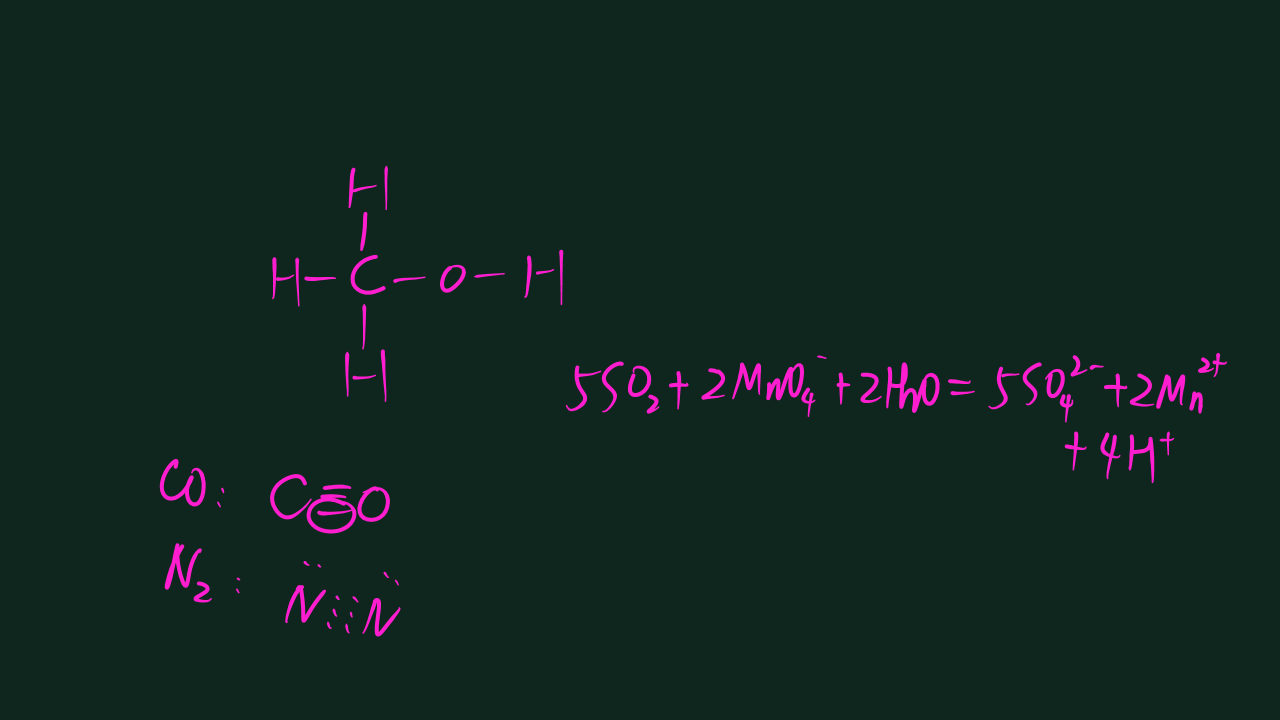 H
|
H-C-O-H
|
H
5SO₂+2MnO₄⁻+2H₂O=5SO₄²⁻+2Mn²⁺
+4H⁺
CO: C≡O
N₂: N⋮⋮N